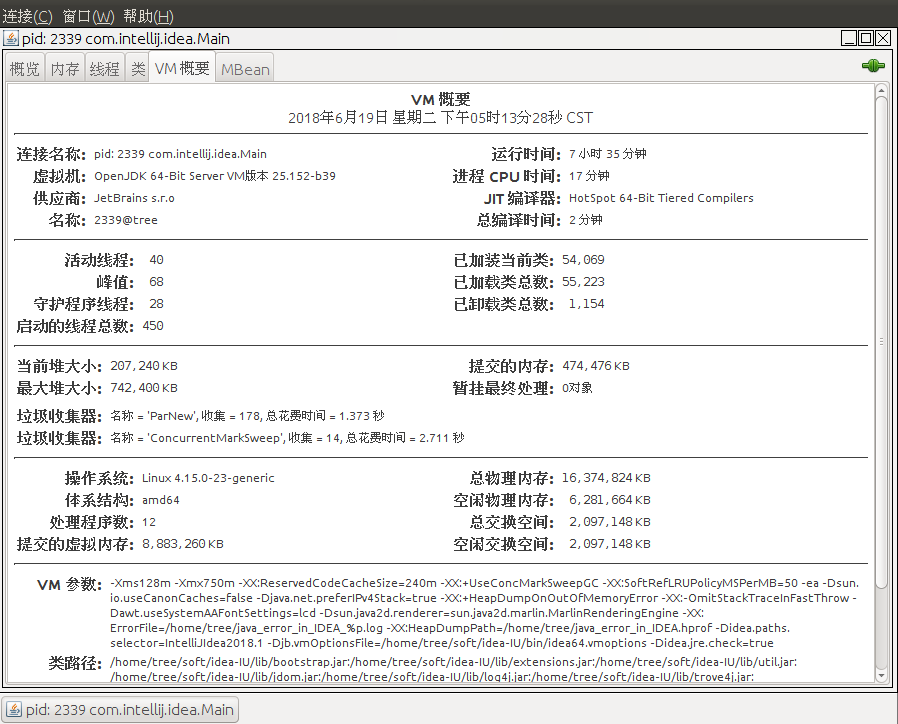 连接(C) 窗口(W) 帮助(H)
pid: 2339 com.intellij.idea.Main
概览 内存 线程 类 VM 概要 MBean
VM 概要
2018年6月19日 星期二 下午05时13分28秒 CST
连接名称: pid: 2339 com.intellij.idea.Main 运行时间: 7 小时 35 分钟
虚拟机: OpenJDK 64-Bit Server VM版本 25.152-b39 进程 CPU 时间: 17 分钟
供应商: JetBrains s.r.o JIT 编译器: HotSpot 64-Bit Tiered Compilers
名称: 2339@tree 总编译时间: 2 分钟
活动线程: 40 已加装当前类: 54,069
峰值: 68 已加载类总数: 55,223
守护程序线程: 28 已卸载类总数: 1,154
启动的线程总数: 450
当前堆大小: 207,240 KB 提交的内存: 474,476 KB
最大堆大小: 742,400 KB 暂挂最终处理: 0对象
垃圾收集器: 名称 = 'ParNew', 收集 = 178, 总花费时间 = 1.373 秒
垃圾收集器: 名称 = 'ConcurrentMarkSweep', 收集 = 14, 总花费时间 = 2.711 秒
操作系统: Linux 4.15.0-23-generic 总物理内存: 16,374,824 KB
体系结构: amd64 空闲物理内存: 6,281,664 KB
处理程序数: 12 总交换空间: 2,097,148 KB
提交的虚拟内存: 8,883,260 KB 空闲交换空间: 2,097,148 KB
VM 参数: -Xms128m -Xmx750m -XX:ReservedCodeCacheSize=240m -XX:+UseConcMarkSweepGC -XX:SoftRefLRUPolicyMSPerMB=50 -ea -Dsun.
io.useCanonCaches=false -Djava.net.preferIPv4Stack=true -XX:+HeapDumpOnOutOfMemoryError -XX:-OmitStackTraceInFastThrow -
Dawt.useSystemAAFontSettings=lcd -Dsun.java2d.renderer=sun.java2d.marlin.MarlinRenderingEngine -XX:
ErrorFile=/home/tree/java_error_in_IDEA_%p.log -XX:HeapDumpPath=/home/tree/java_error_in_IDEA.hprof -Didea.paths.
selector=IntelliJIdea2018.1 -Djb.vmOptionsFile=/home/tree/soft/idea-IU/bin/idea64.vmoptions -Didea.jre.check=true
类路径: /home/tree/soft/idea-IU/lib/bootstrap.jar:/home/tree/soft/idea-IU/lib/extensions.jar:/home/tree/soft/idea-IU/lib/util.jar:
/home/tree/soft/idea-IU/lib/jdom.jar:/home/tree/soft/idea-IU/lib/log4j.jar:/home/tree/soft/idea-IU/lib/trove4j.jar:
pid: 2339 com.intellij.idea.Main